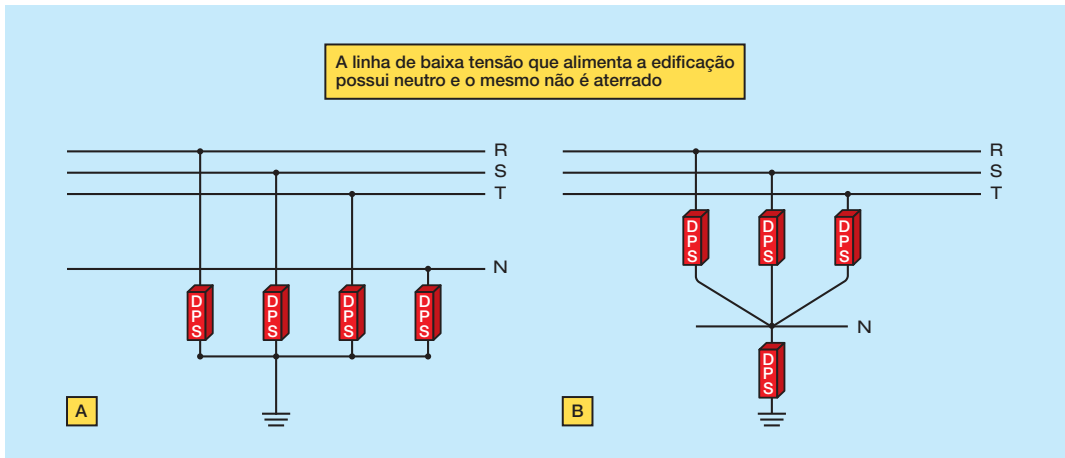 A linha de baixa tensão que alimenta a edificação
possui neutro e o mesmo não é aterrado
R
S
T
N
DPS
DPS
DPS
DPS
A
R
S
T
DPS
DPS
DPS
N
DPS
B